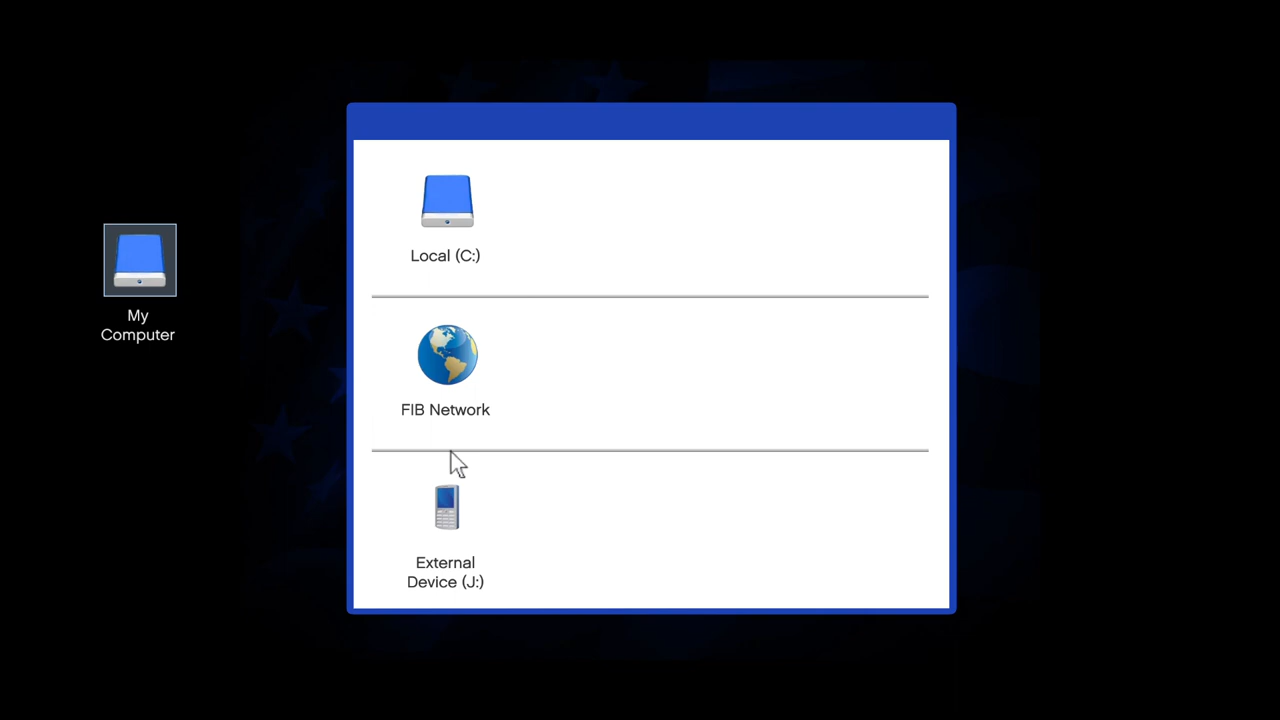 Local (C:)
My
Computer
FIB Network
External
Device (J:)